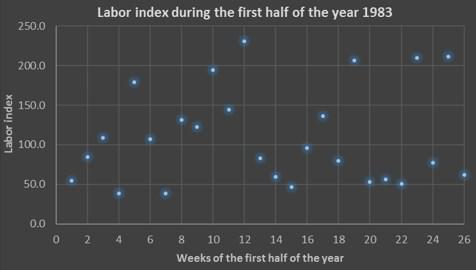 Labor index during the first half of the year 1983
250.0
200.0
150.0
100.0
50.0
0.0
Labor index
0 2 4 6 8 10 12 14 16 18 20 22 24 26
Weeks of the first half of the year